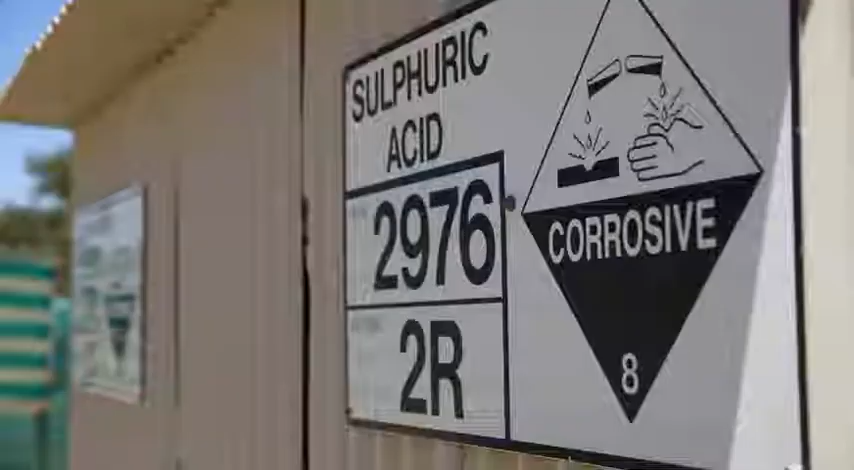 SULPHURIC
ACID
2976
2R
CORROSIVE
8